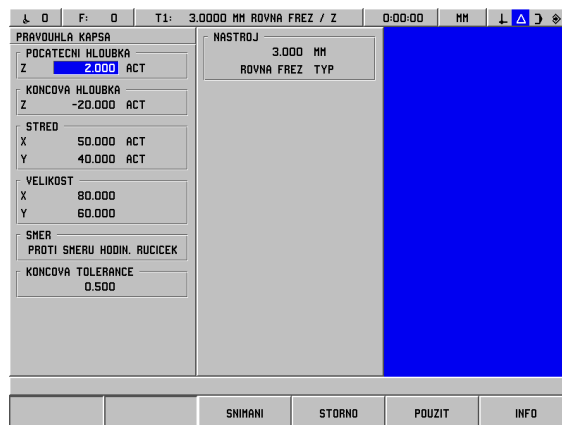 0 F: 0 T1: 3.0000 MM ROVNA FREZ / Z 0:00:00 MM
PRAVOUHLA KAPSA
POCATECNI HLOUBKA
Z 2.000 ACT
KONCOVA HLOUBKA
Z -20.000 ACT
STRED
X 50.000 ACT
Y 40.000 ACT
VELIKOST
X 80.000
Y 60.000
SMER
PROTI SMERU HODIN. RUCICEK
KONCOVA TOLERANCE
0.500
NASTROJ
3.000 MM
ROVNA FREZ TYP
SNIMANI STORNO POUZIT INFO